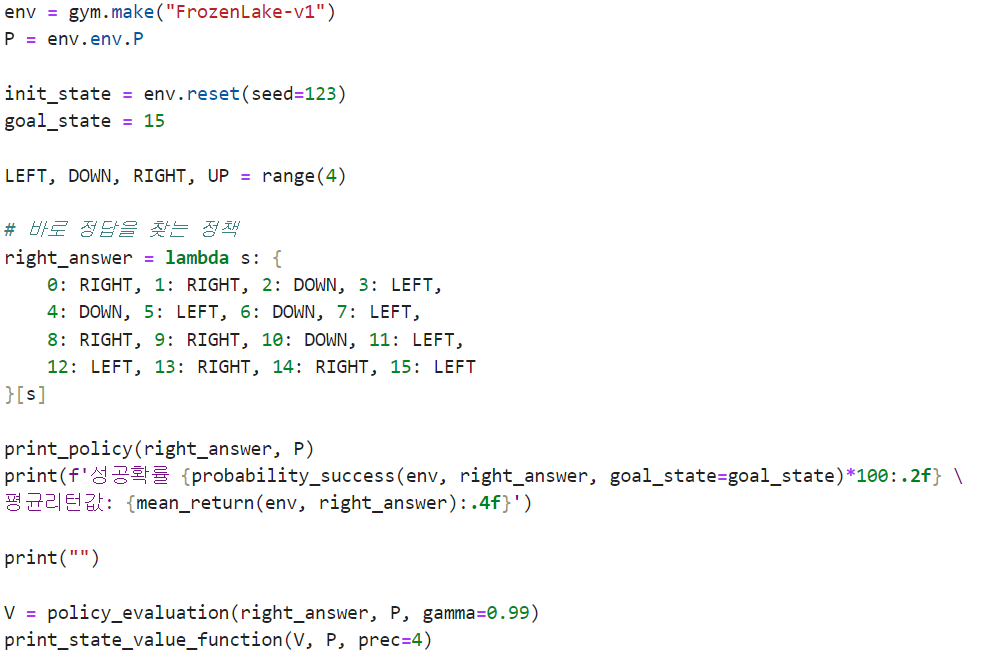 env = gym.make("FrozenLake-v1")
P = env.env.P
init_state = env.reset(seed=123)
goal_state = 15
LEFT, DOWN, RIGHT, UP = range(4)
# 바로 정답을 찾는 정책
right_answer = lambda s: {
    0: RIGHT, 1: RIGHT, 2: DOWN, 3: LEFT,
    4: DOWN, 5: LEFT, 6: DOWN, 7: LEFT,
    8: RIGHT, 9: RIGHT, 10: DOWN, 11: LEFT,
    12: LEFT, 13: RIGHT, 14: RIGHT, 15: LEFT
}[s]
print_policy(right_answer, P)
print(f'성공확률 {probability_success(env, right_answer, goal_state=goal_state)*100:.2f} \
평균리턴값: {mean_return(env, right_answer):.4f}')
print("")
V = policy_evaluation(right_answer, P, gamma=0.99)
print_state_value_function(V, P, prec=4)